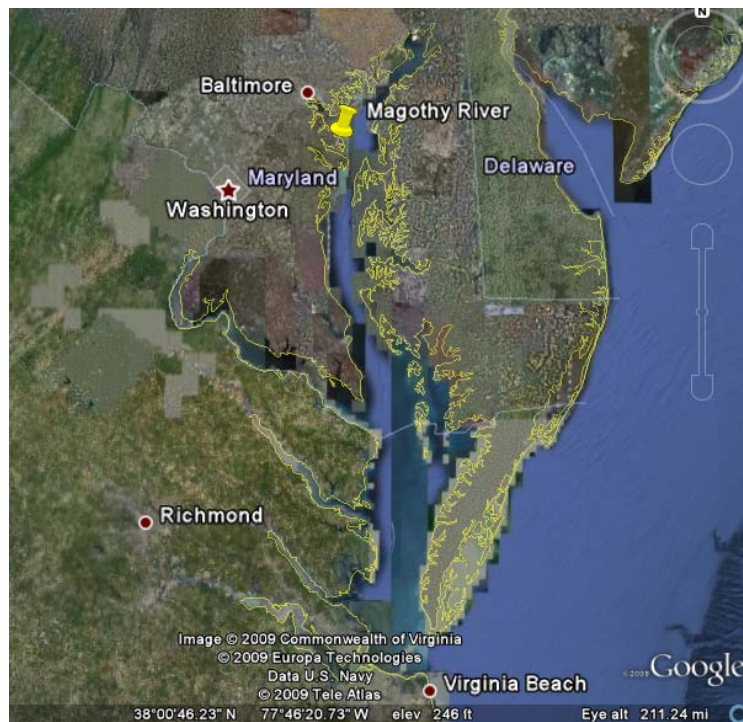 N
Baltimore
Magothy River
Maryland
Delaware
Washington
Richmond
Image © 2009 Commonwealth of Virginia
© 2009 Europa Technologies
Data U.S. Navy
© 2009 Tele Atlas
©2009 Google
Virginia Beach
38°00'46.23" N 77°46'20.73" W elev 246 ft Eye alt 211.24 mi